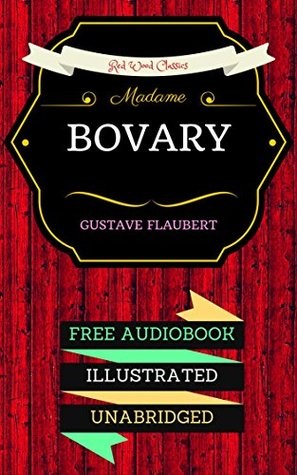 Red Wood Classics
Madame
BOVARY
GUSTAVE FLAUBERT
FREE AUDIOBOOK
ILLUSTRATED
UNABRIDGED